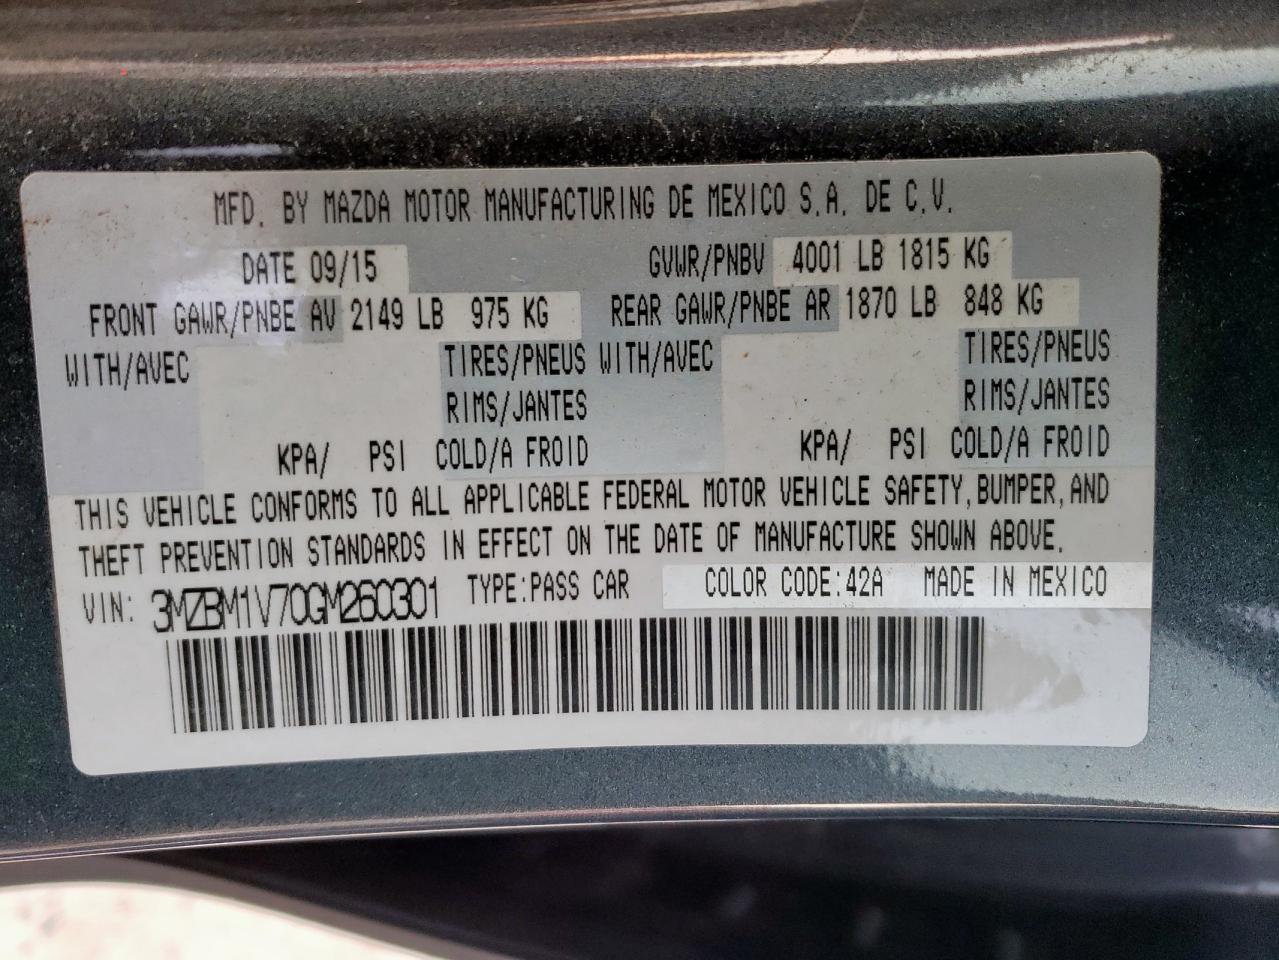 MFD. BY MAZDA MOTOR MANUFACTURING DE MEXICO S.A. DE C.V.
DATE 09/15 GVWR/PNBV 4001 LB 1815 KG
FRONT GAWR/PNBE AV 2149 LB 975 KG REAR GAWR/PNBE AR 1870 LB 848 KG
WITH/AVEC TIRES/PNEUS WITH/AVEC TIRES/PNEUS
RIMS/JANTES RIMS/JANTES
KPA/ PSI COLD/A FROID KPA/ PSI COLD/A FROID
THIS VEHICLE CONFORMS TO ALL APPLICABLE FEDERAL MOTOR VEHICLE SAFETY, BUMPER, AND
THEFT PREVENTION STANDARDS IN EFFECT ON THE DATE OF MANUFACTURE SHOWN ABOVE.
VIN: 3MZBM1V70GM260301 TYPE: PASS CAR COLOR CODE: 42A MADE IN MEXICO